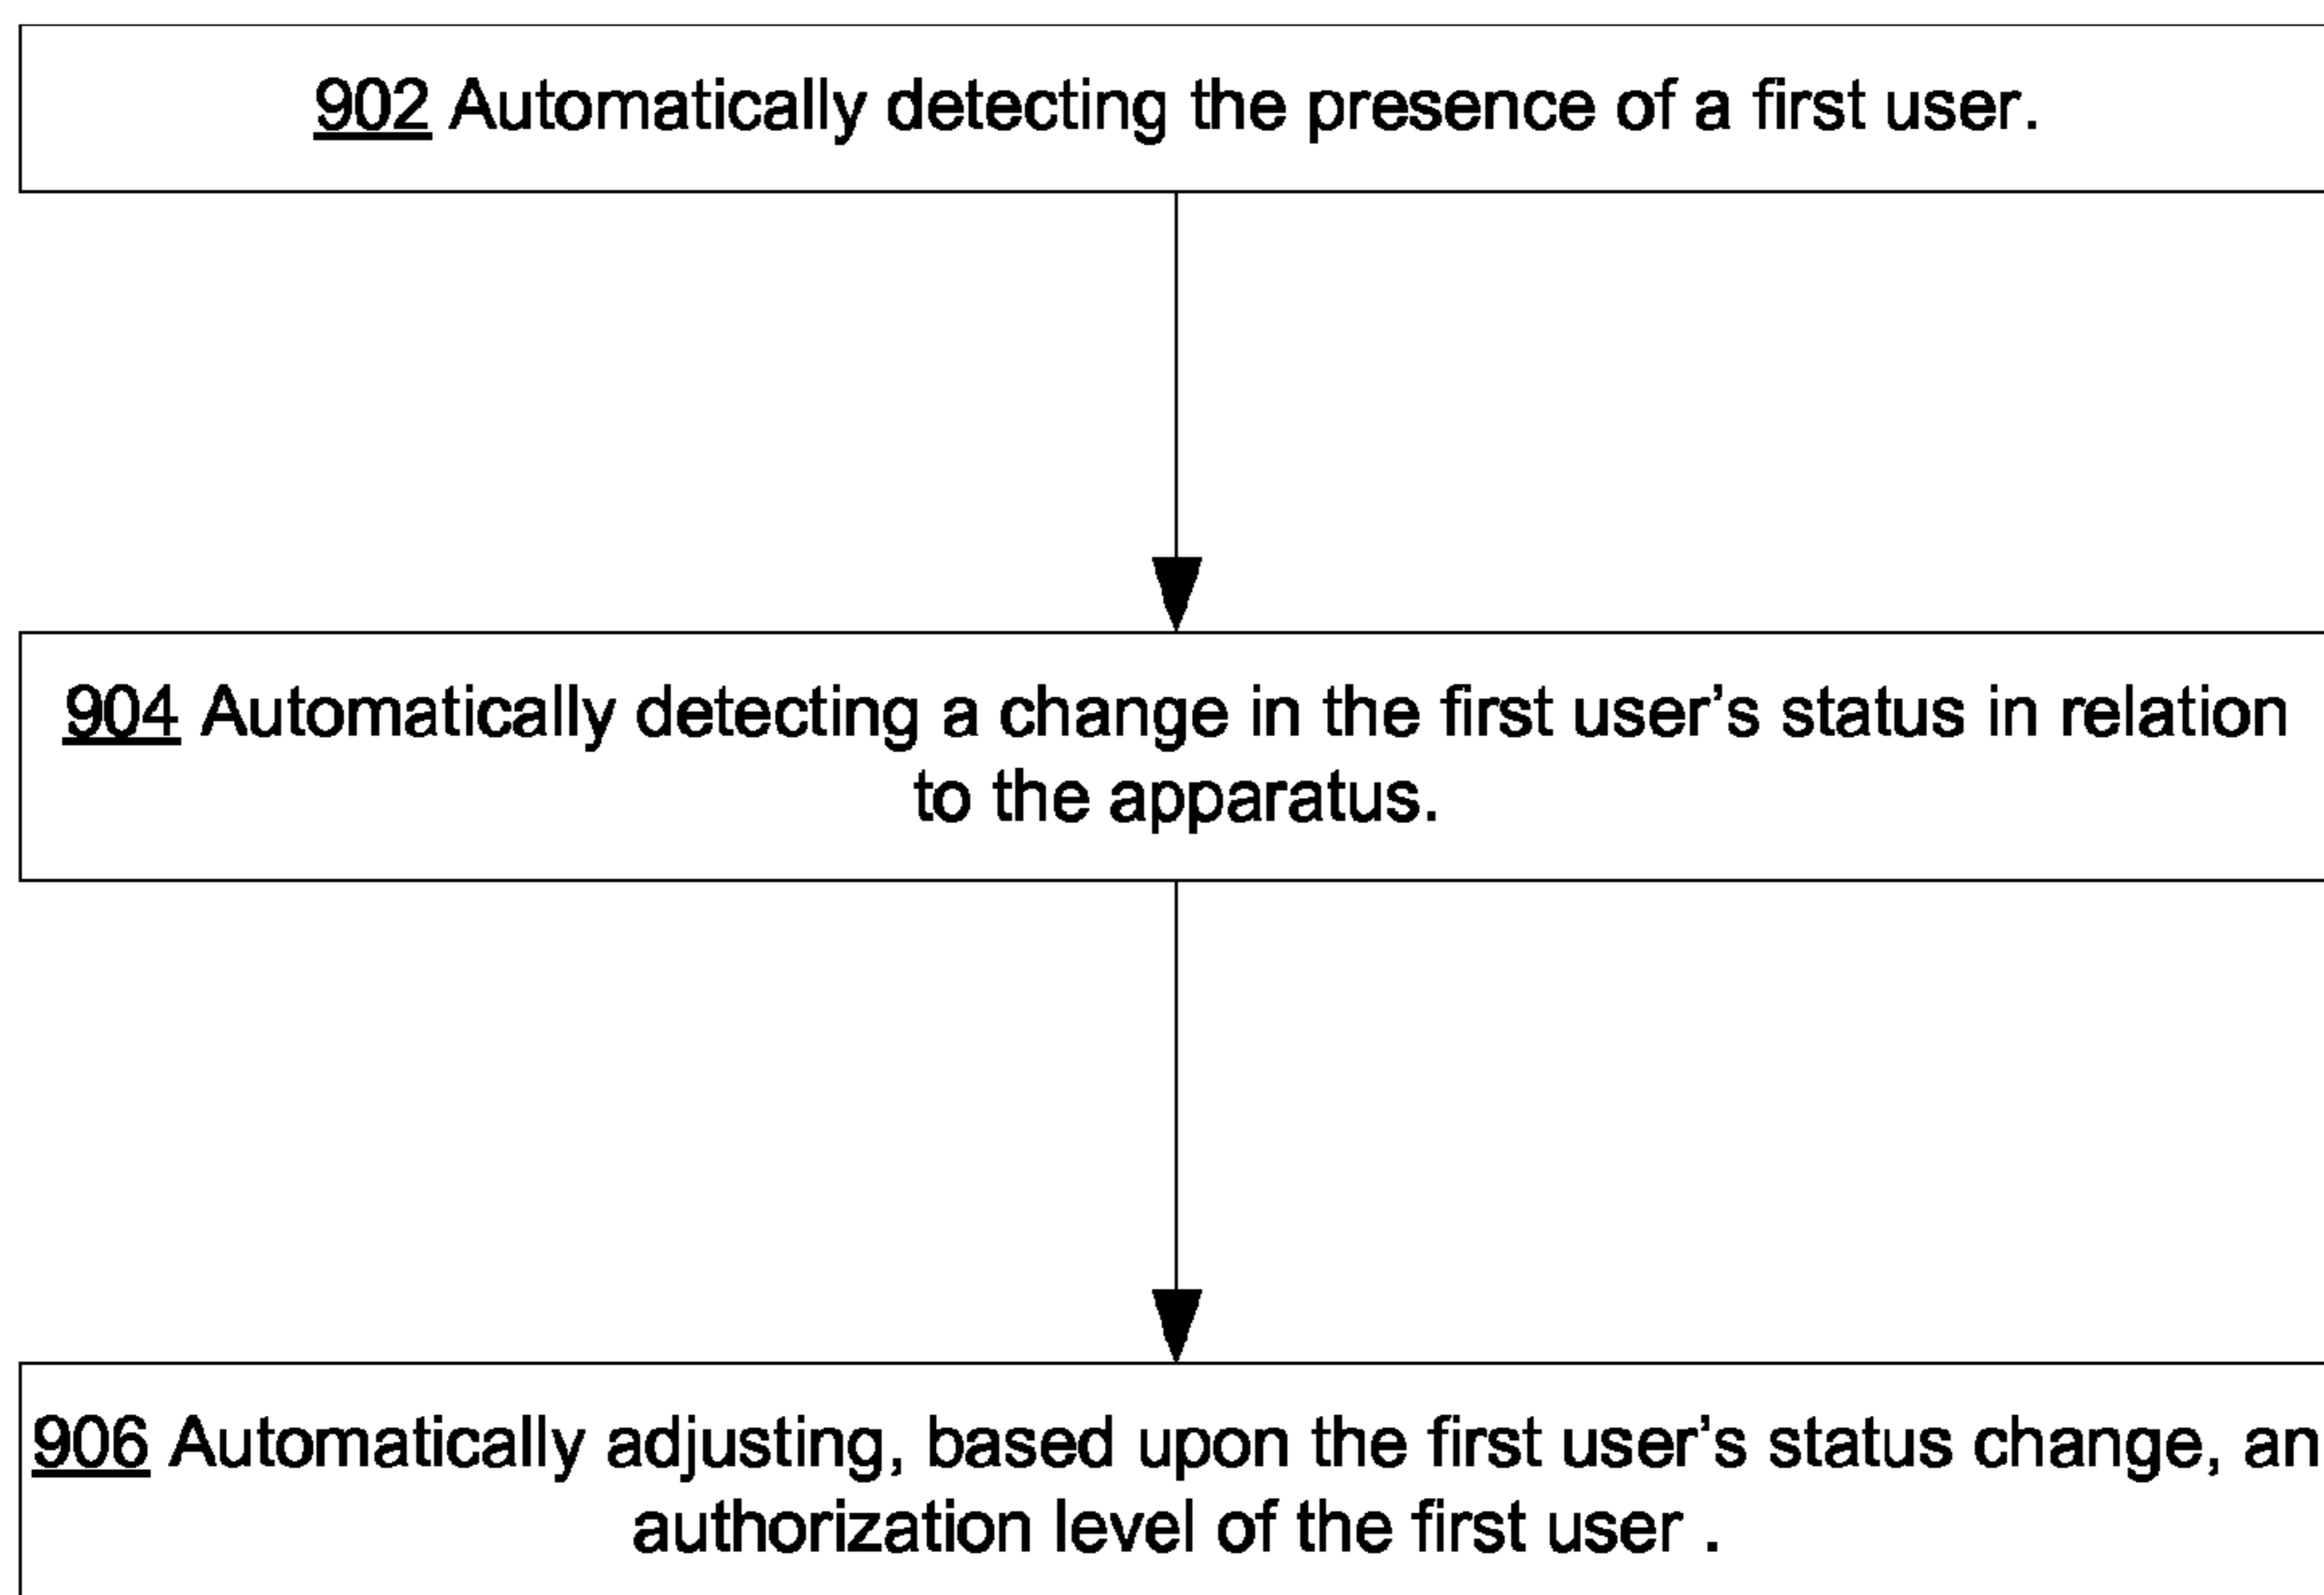 902 Automatically detecting the presence of a first user.
904 Automatically detecting a change in the first user's status in relation
to the apparatus.
906 Automatically adjusting, based upon the first user's status change, an
authorization level of the first user .